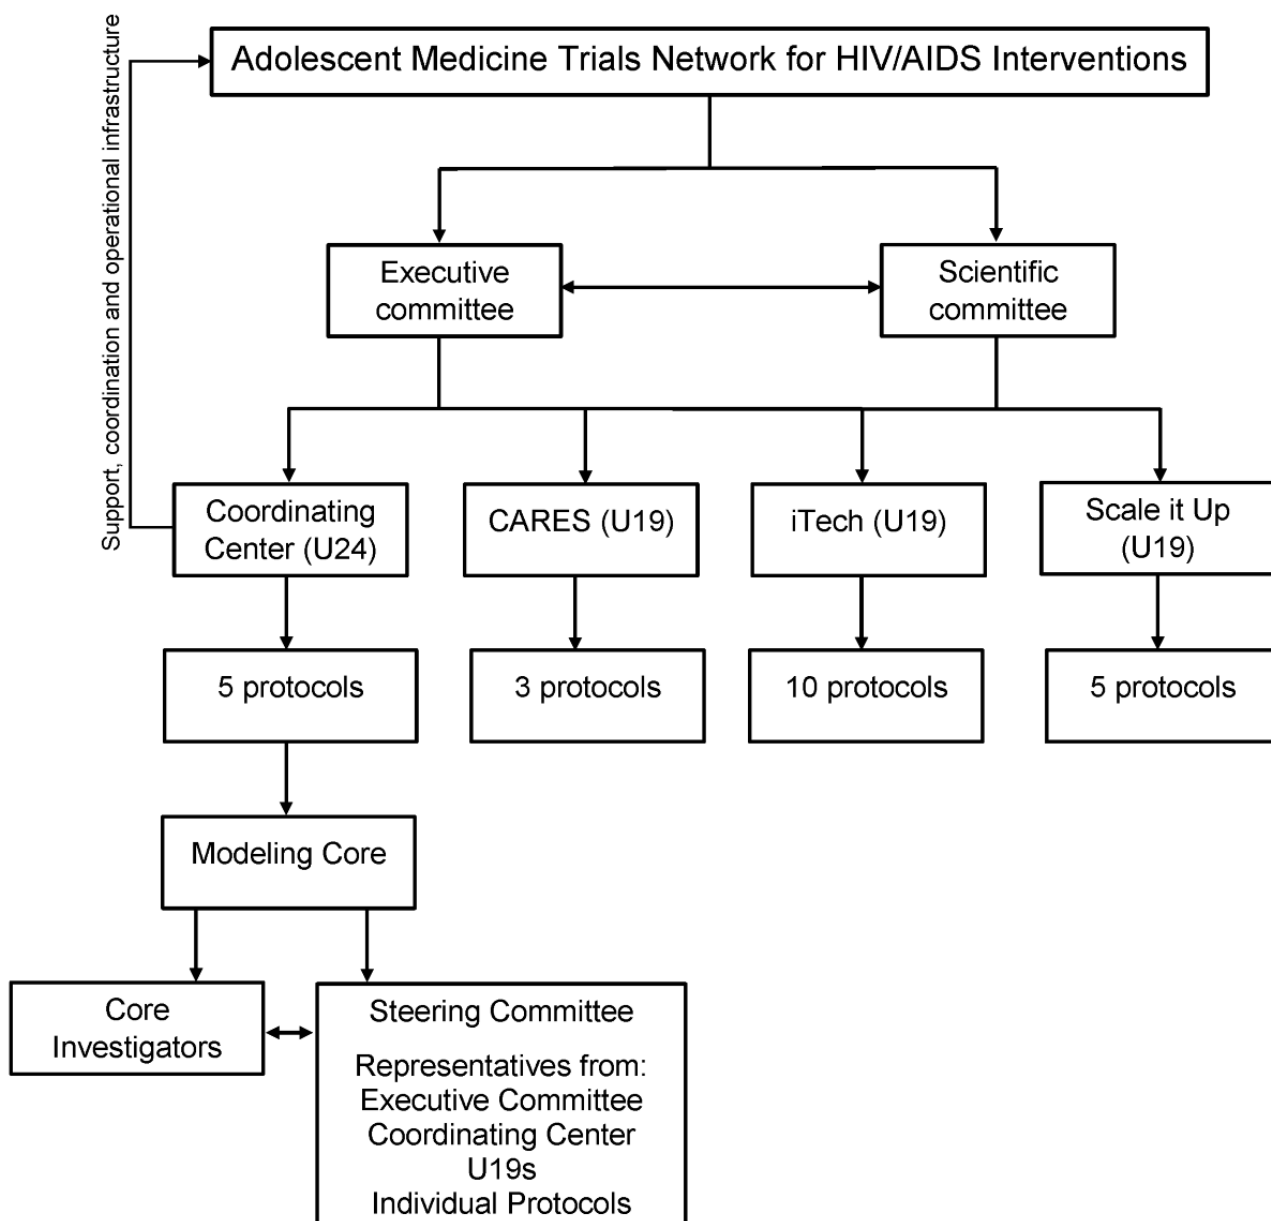 Adolescent Medicine Trials Network for HIV/AIDS Interventions
Support, coordination and operational infrastructure
Executive
committee
Scientific
committee
Coordinating
Center (U24)
CARES (U19)
iTech (U19)
Scale it Up
(U19)
5 protocols
3 protocols
10 protocols
5 protocols
Modeling Core
Core
Investigators
Steering Committee
Representatives from:
Executive Committee
Coordinating Center
U19s
Individual Protocols